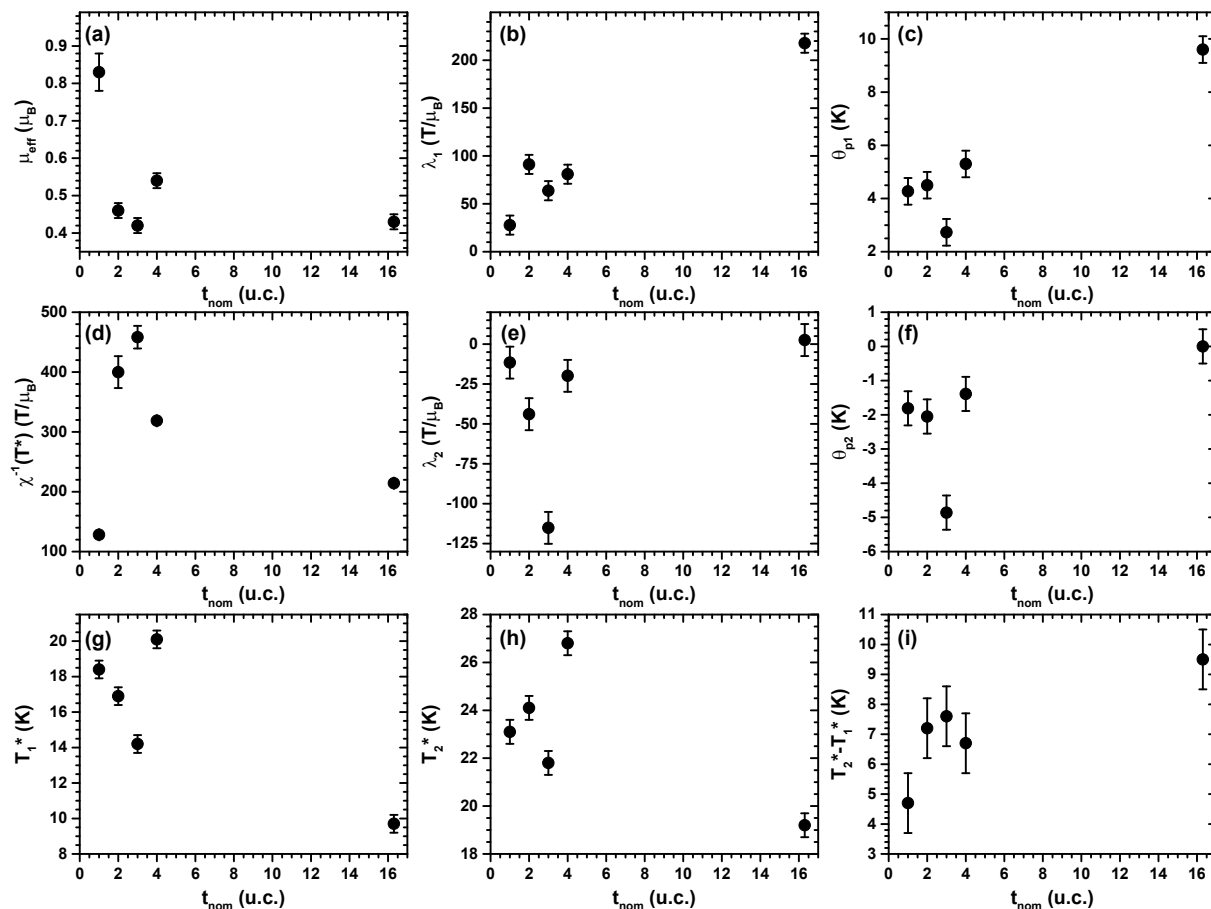 (a)
0.9
0.8
0.7
0.6
0.5
0.4
μeff (μB)
0 2 4 6 8 10 12 14 16
tnom (u.c.)
(b)
200
150
100
50
0
λ1 (T/μB)
0 2 4 6 8 10 12 14 16
tnom (u.c.)
(c)
10
8
6
4
2
θp1 (K)
0 2 4 6 8 10 12 14 16
tnom (u.c.)
(d)
500
400
300
200
100
χ-1(T*) (T/μB)
0 2 4 6 8 10 12 14 16
tnom (u.c.)
(e)
0
-25
-50
-75
-100
-125
λ2 (T/μB)
0 2 4 6 8 10 12 14 16
tnom (u.c.)
(f)
0
-1
-2
-3
-4
-5
-6
θp2 (K)
0 2 4 6 8 10 12 14 16
tnom (u.c.)
(g)
20
18
16
14
12
10
8
T1* (K)
0 2 4 6 8 10 12 14 16
tnom (u.c.)
(h)
28
26
24
22
20
18
T2* (K)
0 2 4 6 8 10 12 14 16
tnom (u.c.)
(i)
11
10
9
8
7
6
5
4
3
T2*-T1* (K)
0 2 4 6 8 10 12 14 16
tnom (u.c.)